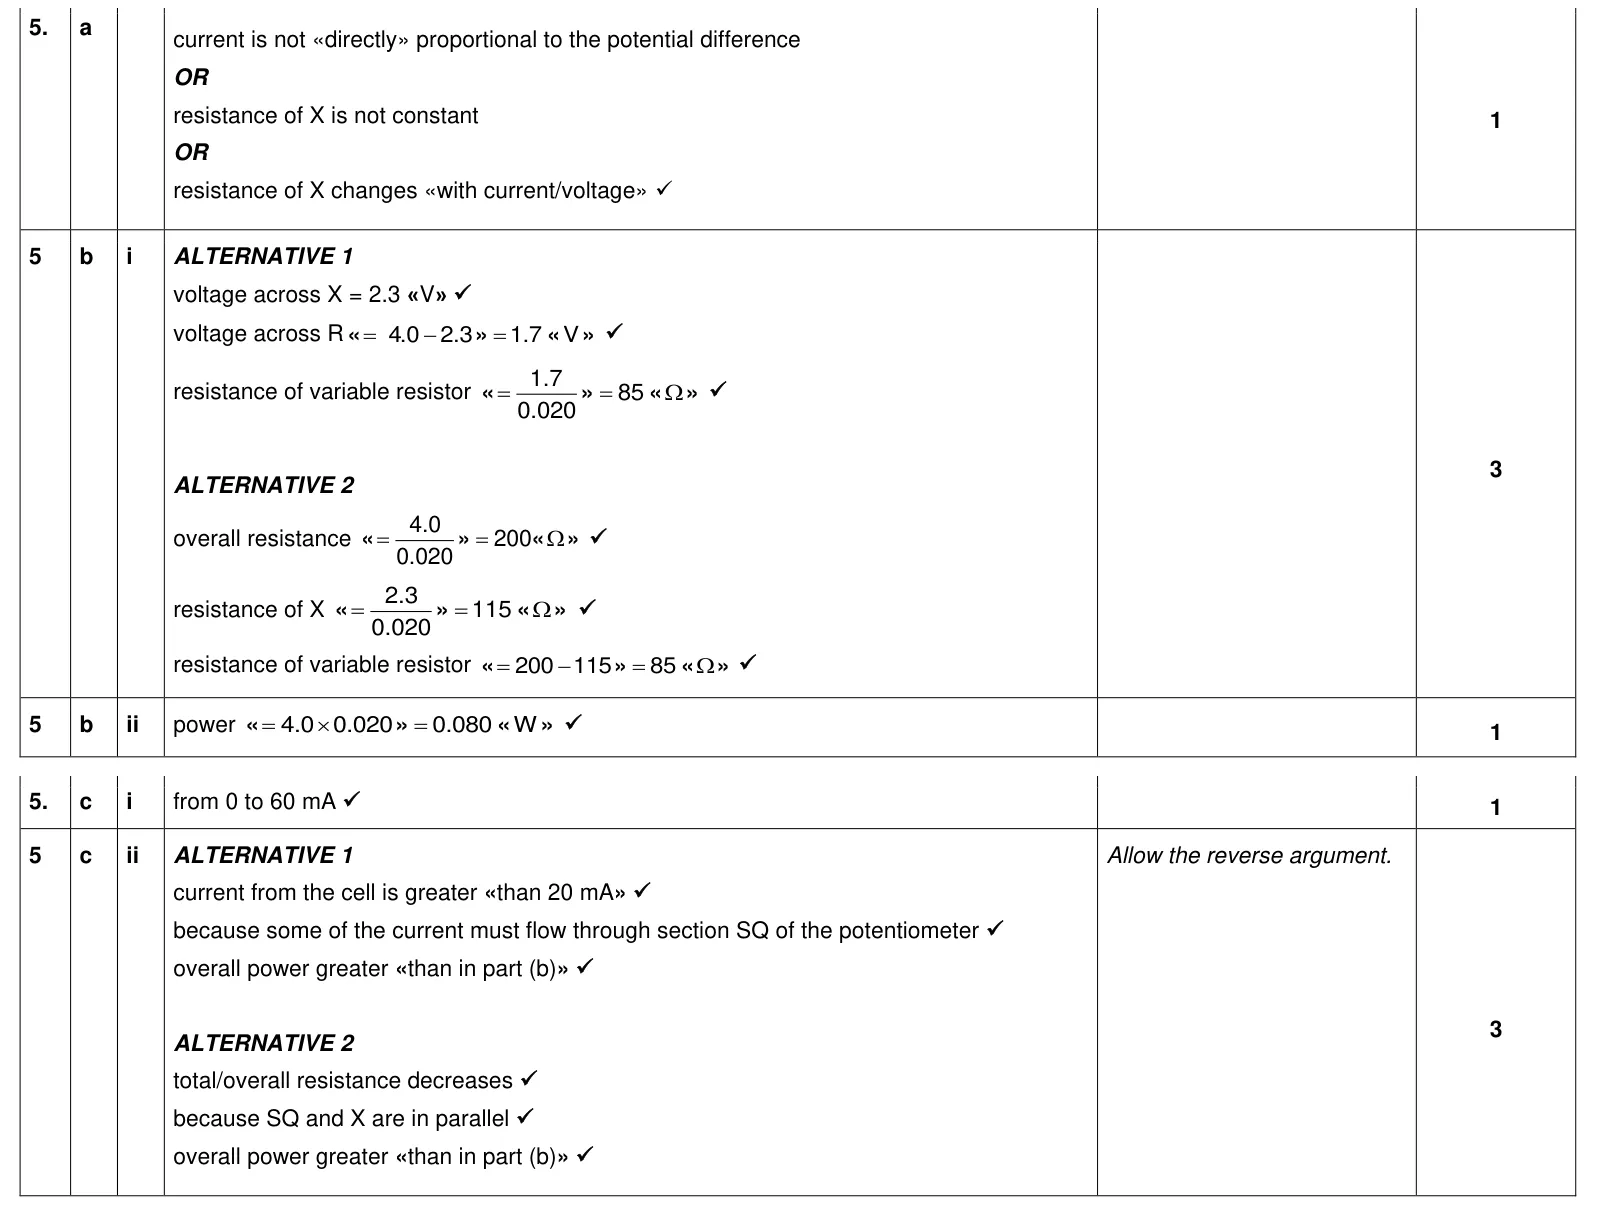 5. a
current is not «directly» proportional to the potential difference
OR
resistance of X is not constant
1
OR
resistance of X changes «with current/voltage» ✓
5 b i ALTERNATIVE 1
voltage across X = 2.3 «V» ✓
voltage across R «= 4.0 − 2.3» = 1.7 «V» ✓
resistance of variable resistor «= 1.7/0.020» = 85 «Ω» ✓
3
ALTERNATIVE 2
overall resistance «= 4.0/0.020» = 200«Ω» ✓
resistance of X «= 2.3/0.020» = 115 «Ω» ✓
resistance of variable resistor «= 200 − 115» = 85 «Ω» ✓
5 b ii power «= 4.0 × 0.020» = 0.080 «W» ✓ 1
5. c i from 0 to 60 mA ✓ 1
5 c ii ALTERNATIVE 1 Allow the reverse argument.
current from the cell is greater «than 20 mA» ✓
because some of the current must flow through section SQ of the potentiometer ✓
overall power greater «than in part (b)» ✓
3
ALTERNATIVE 2
total/overall resistance decreases ✓
because SQ and X are in parallel ✓
overall power greater «than in part (b)» ✓